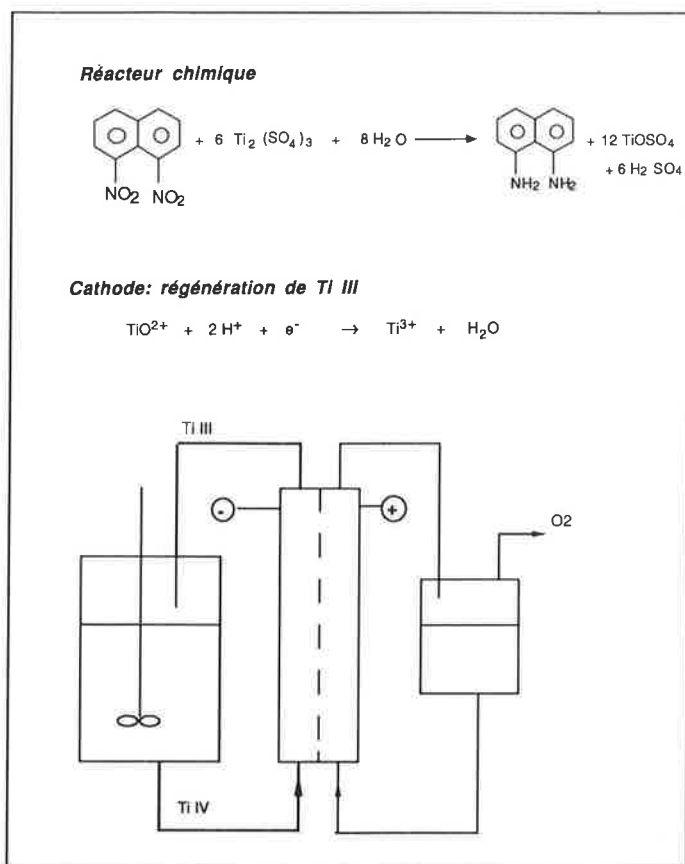 Réacteur chimique
+ 6 Ti2 (SO4)3 + 8 H2O → + 12 TiOSO4
+ 6 H2 SO4
NO2 NO2
NH2 NH2
Cathode: régénération de Ti III
TiO2+ + 2 H+ + e- → Ti3+ + H2O
Ti III
- +
O2
Ti IV